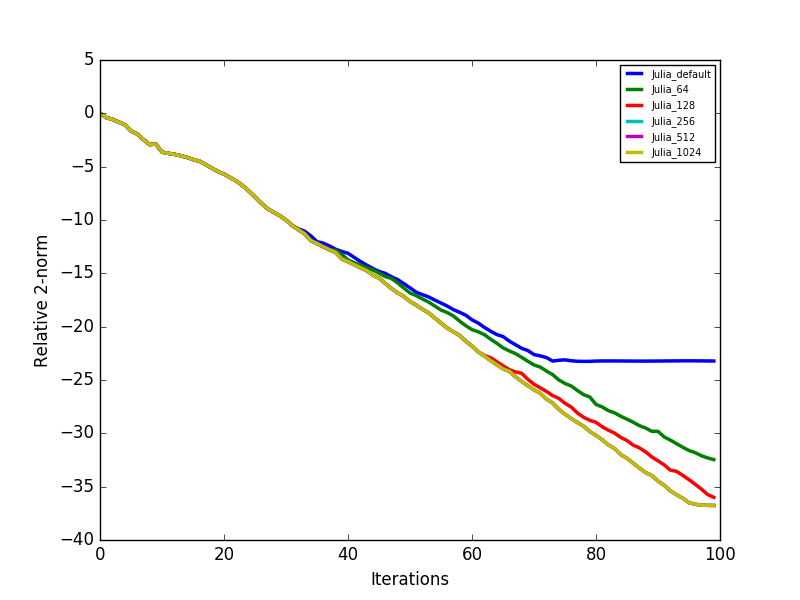 5
0
−5
−10
−15
−20
−25
−30
−35
−40
Relative 2-norm
0 20 40 60 80 100
Iterations
Julia_default
Julia_64
Julia_128
Julia_256
Julia_512
Julia_1024